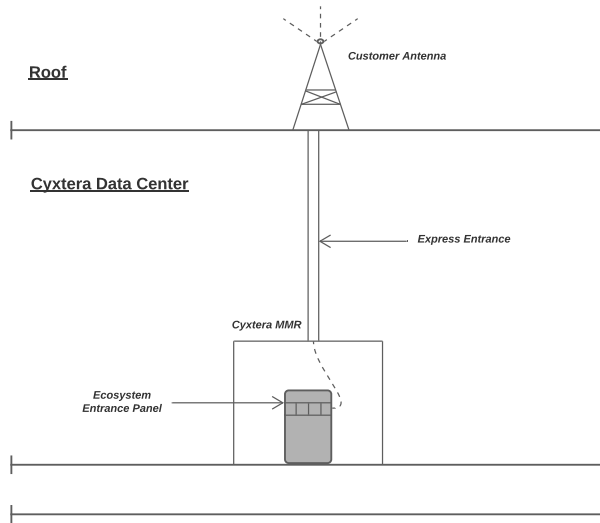 Customer Antenna
Roof
Cyxtera Data Center
Express Entrance
Cyxtera MMR
Ecosystem
Entrance Panel